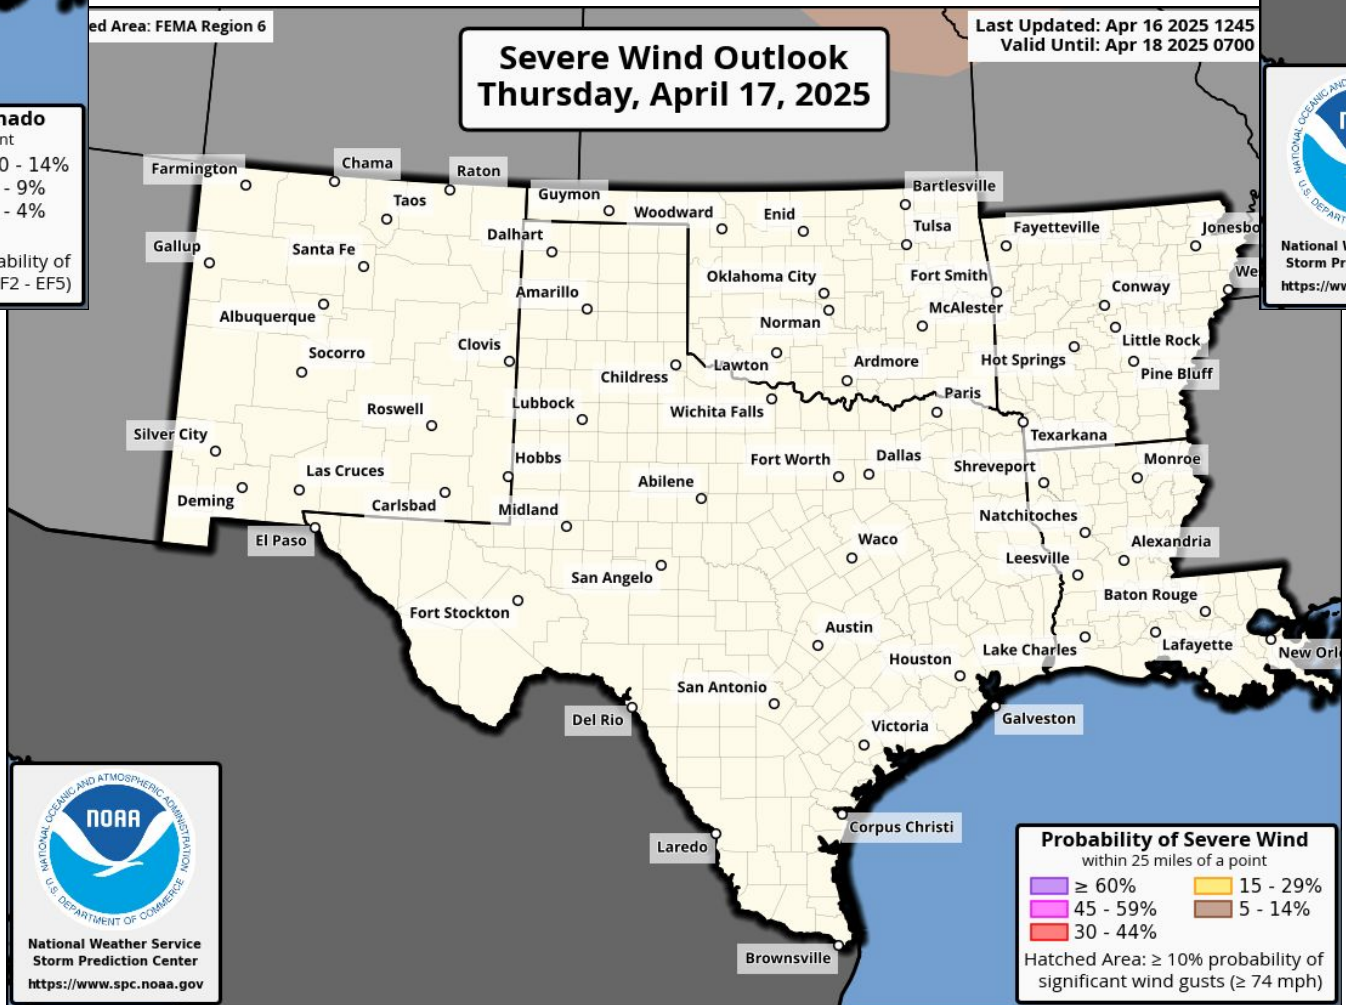 ed Area: FEMA Region 6
Severe Wind Outlook
Thursday, April 17, 2025
Last Updated: Apr 16 2025 1245
Valid Until: Apr 18 2025 0700
nado
nt
0 - 14%
- 9%
- 4%
ability of
F2 - EF5)
National W
Storm Pr
https://ww
Farmington
Chama
Raton
Taos
Guymon
Woodward
Enid
Bartlesville
Tulsa
Fayetteville
Jonesbo
Gallup
Santa Fe
Dalhart
Oklahoma City
Fort Smith
We
Amarillo
Conway
Albuquerque
Norman
McAlester
Socorro
Clovis
Little Rock
Childress
Lawton
Ardmore
Hot Springs
Pine Bluff
Roswell
Lubbock
Wichita Falls
Paris
Silver City
Texarkana
Las Cruces
Hobbs
Fort Worth
Dallas
Shreveport
Monroe
Deming
Carlsbad
Midland
Abilene
Natchitoches
El Paso
Waco
Alexandria
San Angelo
Leesville
Fort Stockton
Baton Rouge
Austin
Lake Charles
Lafayette
New Orle
Houston
San Antonio
Del Rio
Victoria
Galveston
Corpus Christi
Laredo
Brownsville
NATIONAL OCEANIC AND ATMOSPHERIC ADMINISTRATION
NOAA
U.S. DEPARTMENT OF COMMERCE
National Weather Service
Storm Prediction Center
https://www.spc.noaa.gov
Probability of Severe Wind
within 25 miles of a point
≥ 60%
15 - 29%
45 - 59%
5 - 14%
30 - 44%
Hatched Area: ≥ 10% probability of
significant wind gusts (≥ 74 mph)